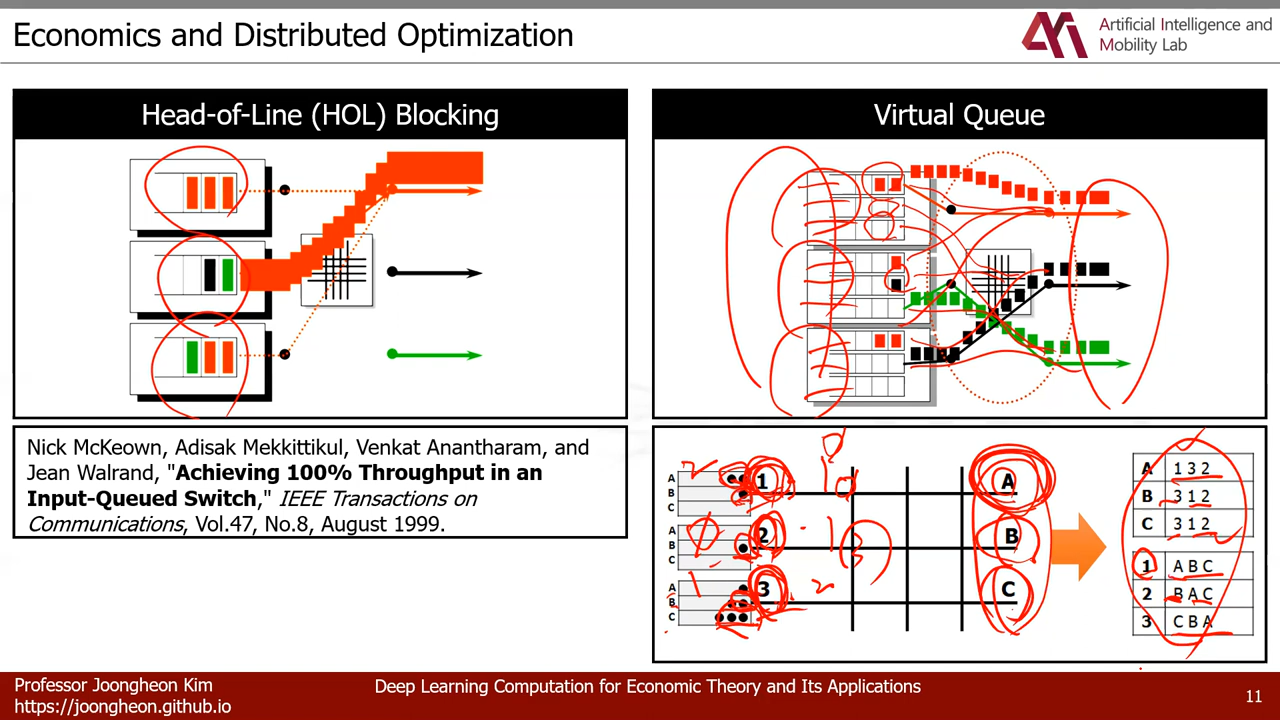 Economics and Distributed Optimization
Artificial Intelligence and
Mobility Lab
Head-of-Line (HOL) Blocking
Virtual Queue
Nick McKeown, Adisak Mekkittikul, Venkat Anantharam, and
Jean Walrand, "Achieving 100% Throughput in an
Input-Queued Switch," IEEE Transactions on
Communications, Vol.47, No.8, August 1999.
A
B
C
1
A
A
B
C
2
B
A
B
C
3
C
A 1 3 2
B 3 1 2
C 3 1 2
1 A B C
2 B A C
3 C B A
Professor Joongheon Kim
https://joongheon.github.io
Deep Learning Computation for Economic Theory and Its Applications
11